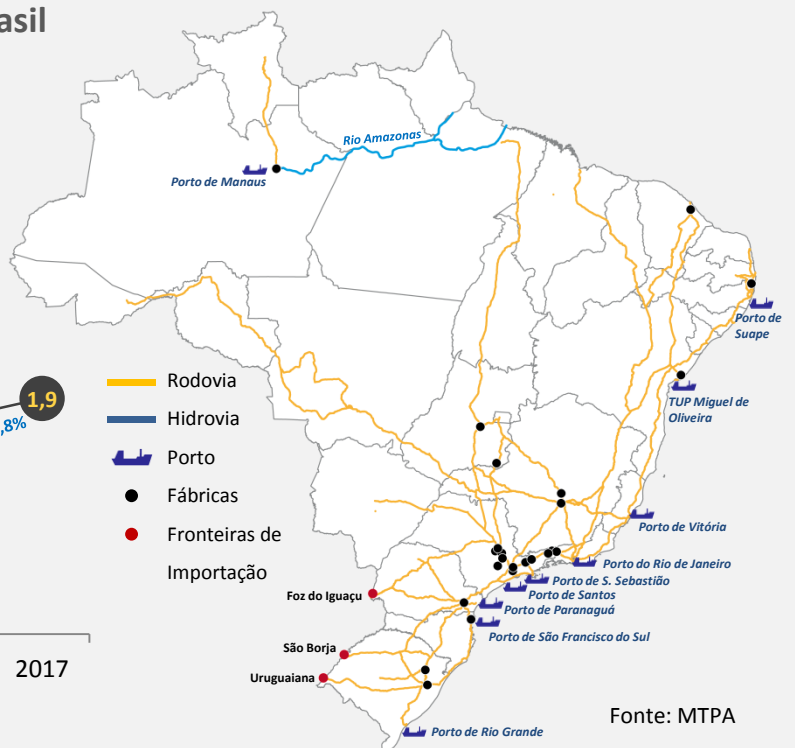 asil
Rio Amazonas
Porto de Manaus
Porto de
Suape
1,9
,8%
Rodovia
Hidrovia
Porto
Fábricas
Fronteiras de
Importação
TUP Miguel de
Oliveira
Porto de Vitória
Porto do Rio de Janeiro
Porto de S. Sebastião
Porto de Santos
Porto de Paranaguá
Porto de São Francisco do Sul
Foz do Iguaçu
São Borja
Uruguaiana
Porto de Rio Grande
2017
Fonte: MTPA